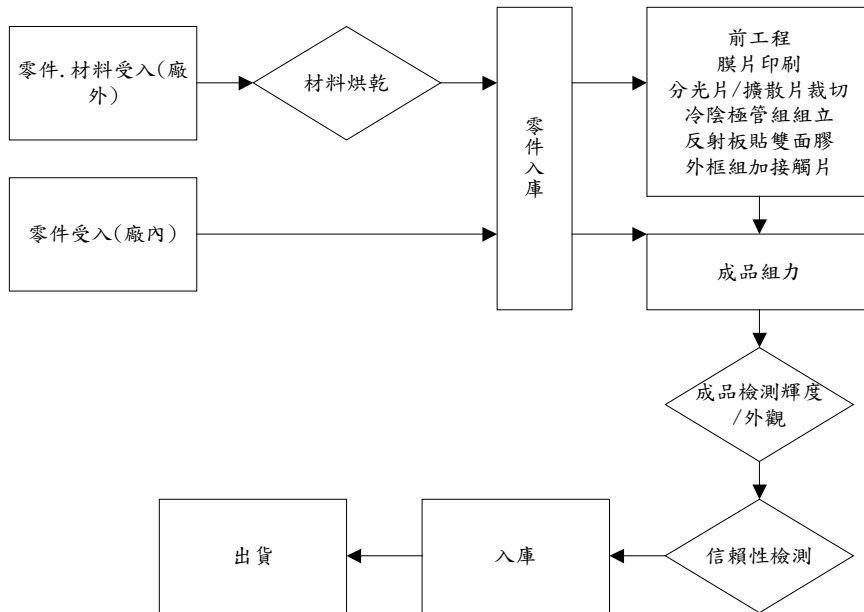 零件.材料受入(廠
外)
材料烘乾
零件入庫
前工程
膜片印刷
分光片/擴散片裁切
冷陰極管組組立
反射板貼雙面膠
外框組加接觸片
零件受入(廠內)
成品組力
成品檢測輝度
/外觀
信賴性檢測
入庫
出貨